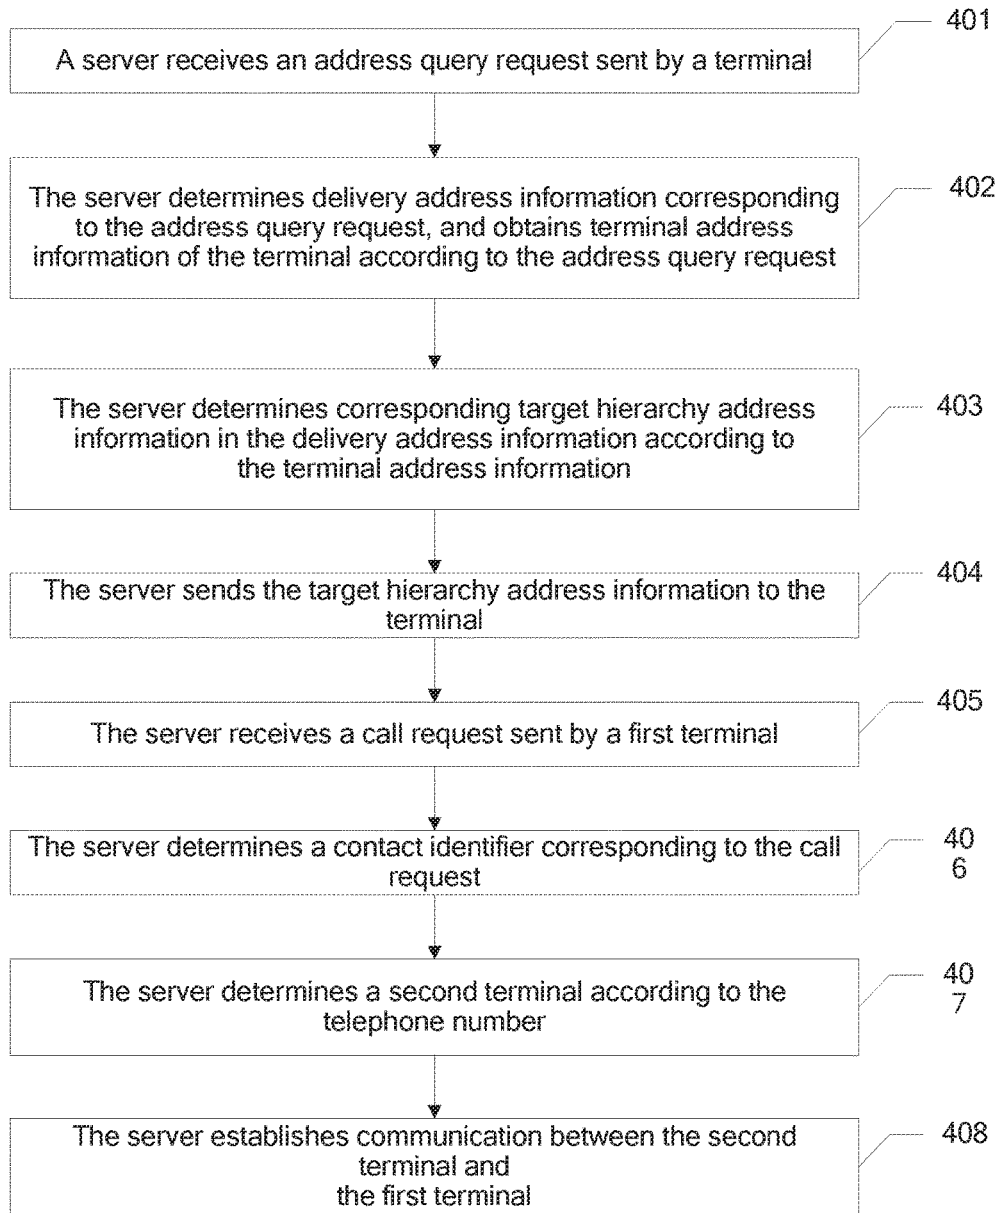 401
A server receives an address query request sent by a terminal
402
The server determines delivery address information corresponding
to the address query request, and obtains terminal address
information of the terminal according to the address query request
403
The server determines corresponding target hierarchy address
information in the delivery address information according to
the terminal address information
404
The server sends the target hierarchy address information to the
terminal
405
The server receives a call request sent by a first terminal
40
6
The server determines a contact identifier corresponding to the call
request
40
7
The server determines a second terminal according to the
telephone number
408
The server establishes communication between the second
terminal and
the first terminal